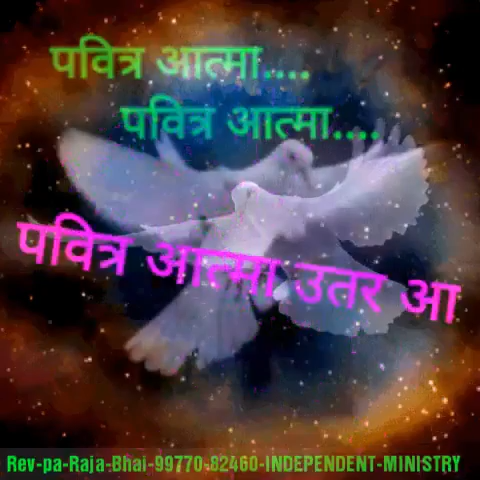 पवित्र आत्मा....
पवित्र आत्मा....
पवित्र आत्मा उतर आ
Rev-pa-Raja-Bhai-99770-82460-INDEPENDENT-MINISTRY